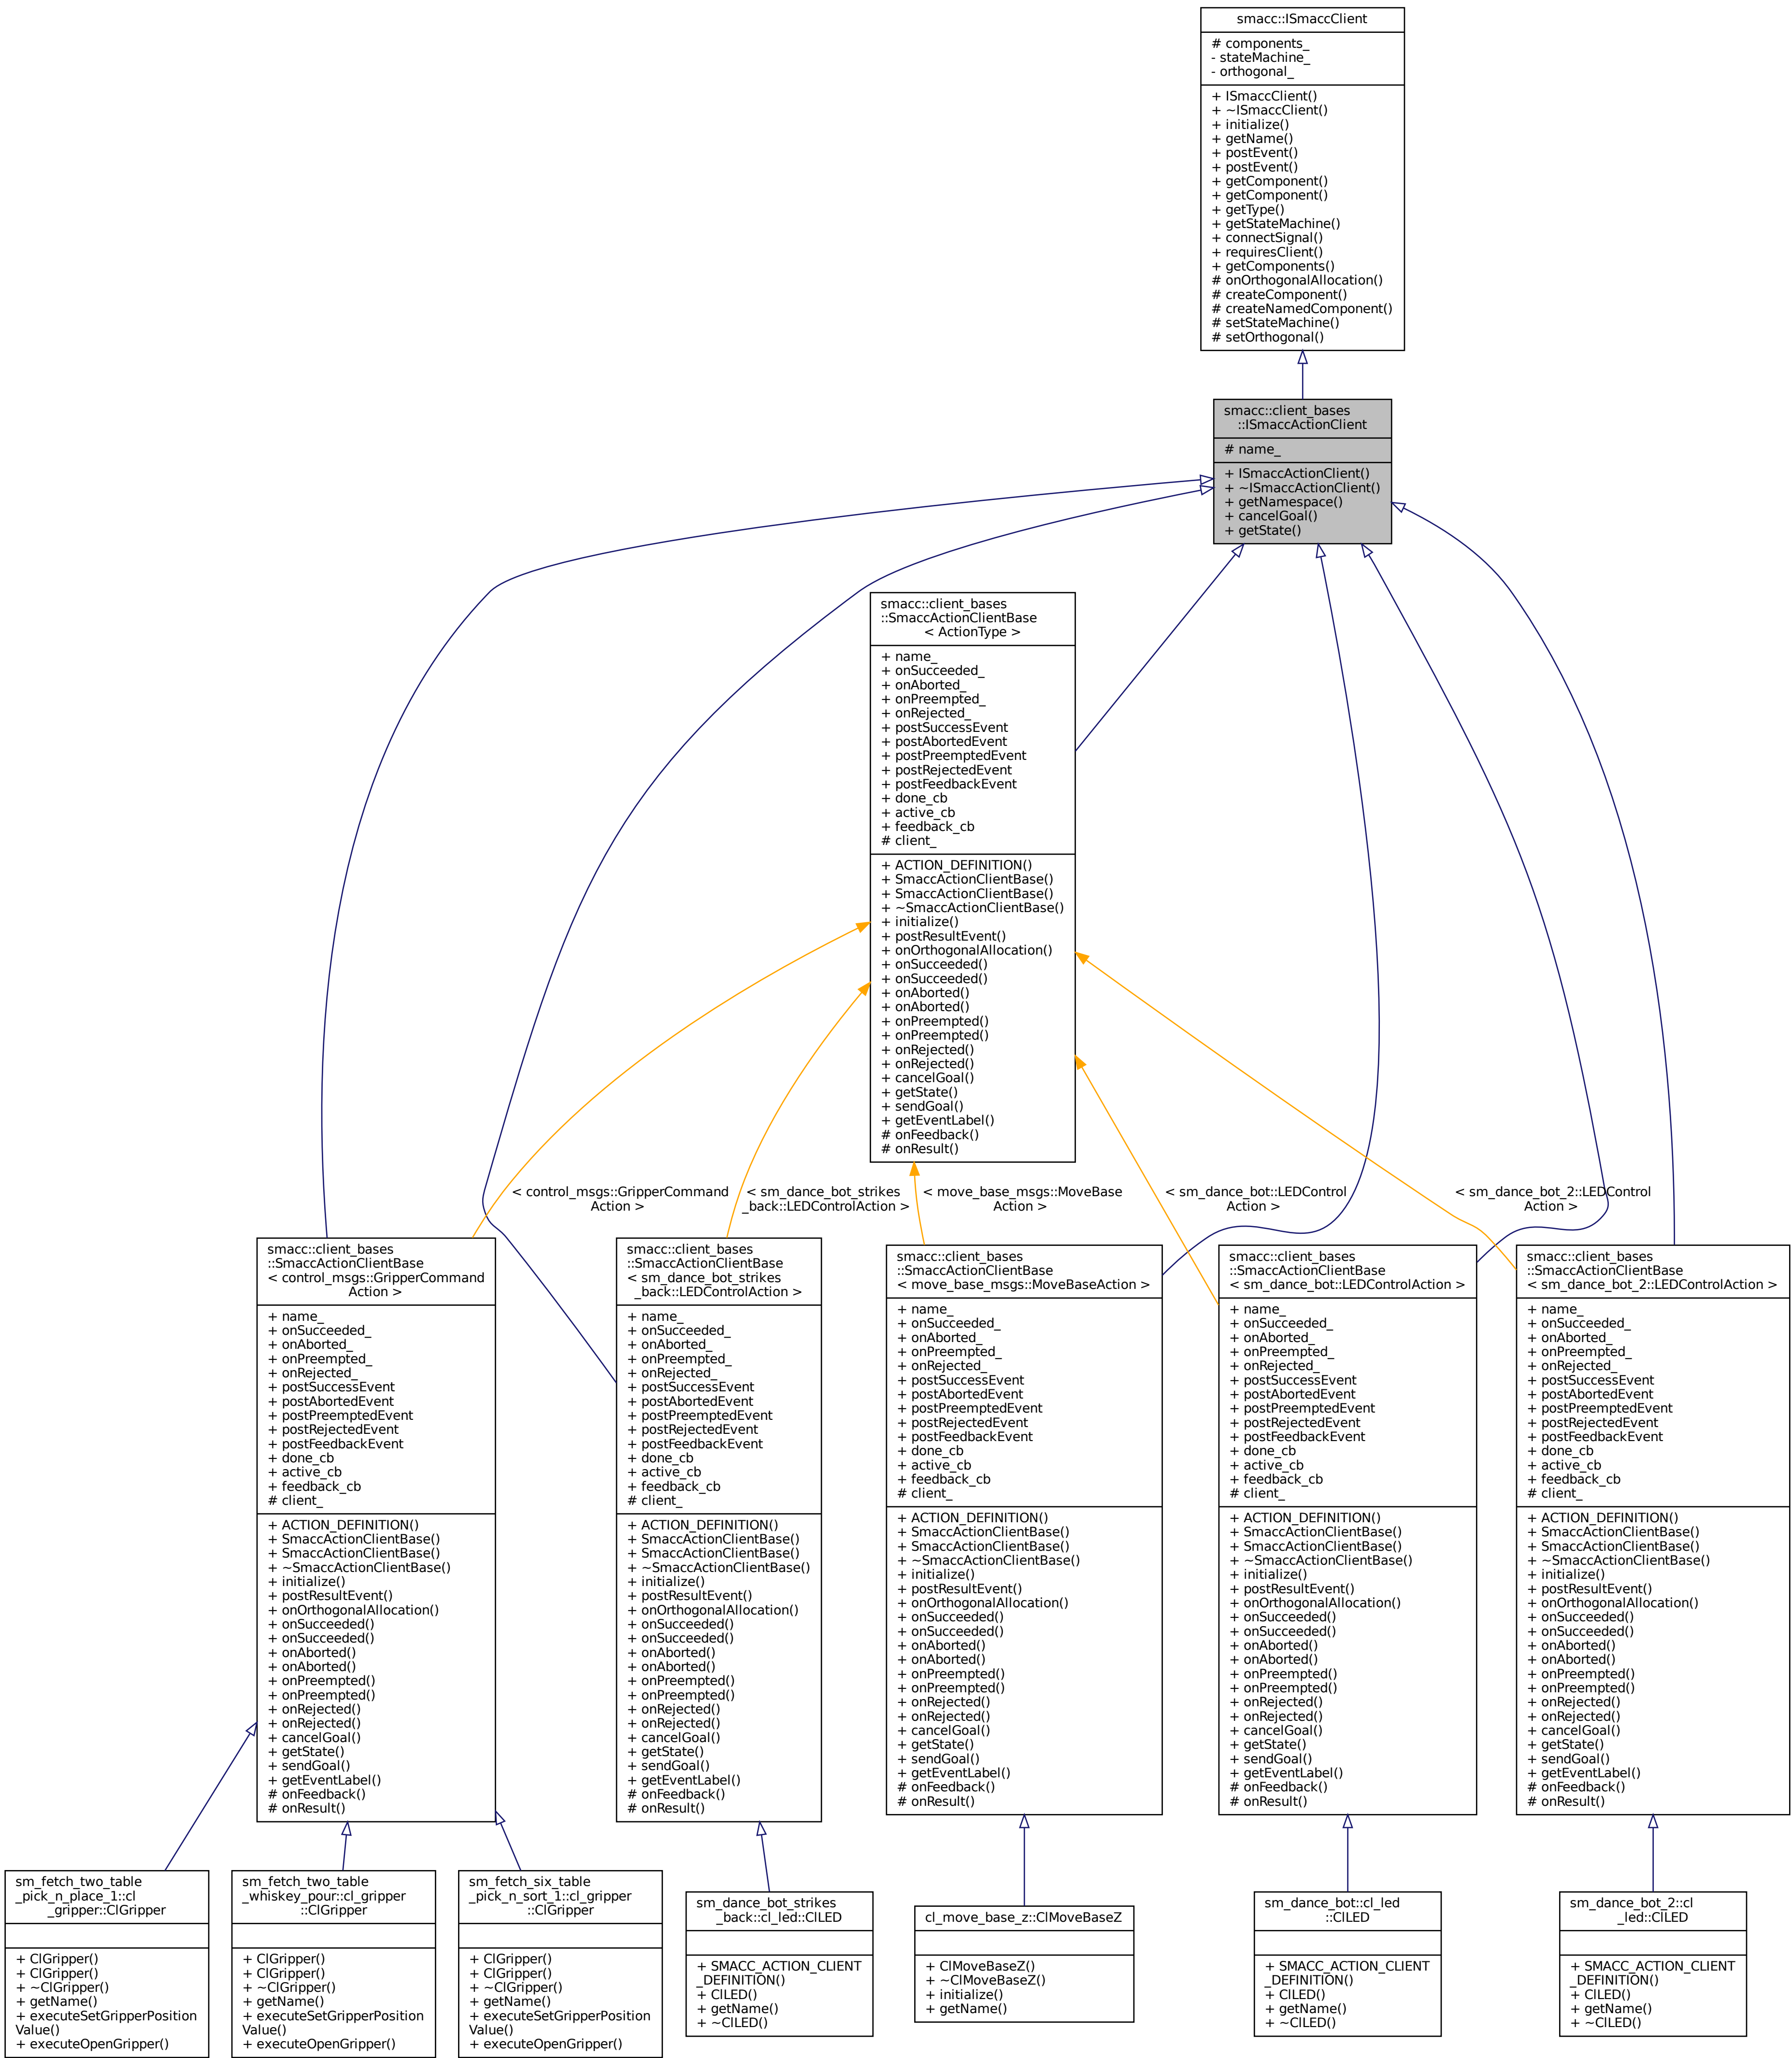 smacc::ISmaccClient
# components_
- stateMachine_
- orthogonal_
+ ISmaccClient()
+ ~ISmaccClient()
+ initialize()
+ getName()
+ postEvent()
+ postEvent()
+ getComponent()
+ getComponent()
+ getType()
+ getStateMachine()
+ connectSignal()
+ requiresClient()
+ getComponents()
# onOrthogonalAllocation()
# createComponent()
# createNamedComponent()
# setStateMachine()
# setOrthogonal()
smacc::client_bases
::ISmaccActionClient
# name_
+ ISmaccActionClient()
+ ~ISmaccActionClient()
+ getNamespace()
+ cancelGoal()
+ getState()
smacc::client_bases
::SmaccActionClientBase
< ActionType >
+ name_
+ onSucceeded_
+ onAborted_
+ onPreempted_
+ onRejected_
+ postSuccessEvent
+ postAbortedEvent
+ postPreemptedEvent
+ postRejectedEvent
+ postFeedbackEvent
+ done_cb
+ active_cb
+ feedback_cb
# client_
+ ACTION_DEFINITION()
+ SmaccActionClientBase()
+ SmaccActionClientBase()
+ ~SmaccActionClientBase()
+ initialize()
+ postResultEvent()
+ onOrthogonalAllocation()
+ onSucceeded()
+ onSucceeded()
+ onAborted()
+ onAborted()
+ onPreempted()
+ onPreempted()
+ onRejected()
+ onRejected()
+ cancelGoal()
+ getState()
+ sendGoal()
+ getEventLabel()
# onFeedback()
# onResult()
< control_msgs::GripperCommand
Action >
< sm_dance_bot_strikes
_back::LEDControlAction >
< move_base_msgs::MoveBase
Action >
< sm_dance_bot::LEDControl
Action >
< sm_dance_bot_2::LEDControl
Action >
smacc::client_bases
::SmaccActionClientBase
< control_msgs::GripperCommand
Action >
+ name_
+ onSucceeded_
+ onAborted_
+ onPreempted_
+ onRejected_
+ postSuccessEvent
+ postAbortedEvent
+ postPreemptedEvent
+ postRejectedEvent
+ postFeedbackEvent
+ done_cb
+ active_cb
+ feedback_cb
# client_
+ ACTION_DEFINITION()
+ SmaccActionClientBase()
+ SmaccActionClientBase()
+ ~SmaccActionClientBase()
+ initialize()
+ postResultEvent()
+ onOrthogonalAllocation()
+ onSucceeded()
+ onSucceeded()
+ onAborted()
+ onAborted()
+ onPreempted()
+ onPreempted()
+ onRejected()
+ onRejected()
+ cancelGoal()
+ getState()
+ sendGoal()
+ getEventLabel()
# onFeedback()
# onResult()
smacc::client_bases
::SmaccActionClientBase
< sm_dance_bot_strikes
_back::LEDControlAction >
+ name_
+ onSucceeded_
+ onAborted_
+ onPreempted_
+ onRejected_
+ postSuccessEvent
+ postAbortedEvent
+ postPreemptedEvent
+ postRejectedEvent
+ postFeedbackEvent
+ done_cb
+ active_cb
+ feedback_cb
# client_
+ ACTION_DEFINITION()
+ SmaccActionClientBase()
+ SmaccActionClientBase()
+ ~SmaccActionClientBase()
+ initialize()
+ postResultEvent()
+ onOrthogonalAllocation()
+ onSucceeded()
+ onSucceeded()
+ onAborted()
+ onAborted()
+ onPreempted()
+ onPreempted()
+ onRejected()
+ onRejected()
+ cancelGoal()
+ getState()
+ sendGoal()
+ getEventLabel()
# onFeedback()
# onResult()
smacc::client_bases
::SmaccActionClientBase
< move_base_msgs::MoveBaseAction >
+ name_
+ onSucceeded_
+ onAborted_
+ onPreempted_
+ onRejected_
+ postSuccessEvent
+ postAbortedEvent
+ postPreemptedEvent
+ postRejectedEvent
+ postFeedbackEvent
+ done_cb
+ active_cb
+ feedback_cb
# client_
+ ACTION_DEFINITION()
+ SmaccActionClientBase()
+ SmaccActionClientBase()
+ ~SmaccActionClientBase()
+ initialize()
+ postResultEvent()
+ onOrthogonalAllocation()
+ onSucceeded()
+ onSucceeded()
+ onAborted()
+ onAborted()
+ onPreempted()
+ onPreempted()
+ onRejected()
+ onRejected()
+ cancelGoal()
+ getState()
+ sendGoal()
+ getEventLabel()
# onFeedback()
# onResult()
smacc::client_bases
::SmaccActionClientBase
< sm_dance_bot::LEDControlAction >
+ name_
+ onSucceeded_
+ onAborted_
+ onPreempted_
+ onRejected_
+ postSuccessEvent
+ postAbortedEvent
+ postPreemptedEvent
+ postRejectedEvent
+ postFeedbackEvent
+ done_cb
+ active_cb
+ feedback_cb
# client_
+ ACTION_DEFINITION()
+ SmaccActionClientBase()
+ SmaccActionClientBase()
+ ~SmaccActionClientBase()
+ initialize()
+ postResultEvent()
+ onOrthogonalAllocation()
+ onSucceeded()
+ onSucceeded()
+ onAborted()
+ onAborted()
+ onPreempted()
+ onPreempted()
+ onRejected()
+ onRejected()
+ cancelGoal()
+ getState()
+ sendGoal()
+ getEventLabel()
# onFeedback()
# onResult()
smacc::client_bases
::SmaccActionClientBase
< sm_dance_bot_2::LEDControlAction >
+ name_
+ onSucceeded_
+ onAborted_
+ onPreempted_
+ onRejected_
+ postSuccessEvent
+ postAbortedEvent
+ postPreemptedEvent
+ postRejectedEvent
+ postFeedbackEvent
+ done_cb
+ active_cb
+ feedback_cb
# client_
+ ACTION_DEFINITION()
+ SmaccActionClientBase()
+ SmaccActionClientBase()
+ ~SmaccActionClientBase()
+ initialize()
+ postResultEvent()
+ onOrthogonalAllocation()
+ onSucceeded()
+ onSucceeded()
+ onAborted()
+ onAborted()
+ onPreempted()
+ onPreempted()
+ onRejected()
+ onRejected()
+ cancelGoal()
+ getState()
+ sendGoal()
+ getEventLabel()
# onFeedback()
# onResult()
sm_fetch_two_table
_pick_n_place_1::cl
_gripper::ClGripper
+ ClGripper()
+ ClGripper()
+ ~ClGripper()
+ getName()
+ executeSetGripperPosition
Value()
+ executeOpenGripper()
sm_fetch_two_table
_whiskey_pour::cl_gripper
::ClGripper
+ ClGripper()
+ ClGripper()
+ ~ClGripper()
+ getName()
+ executeSetGripperPosition
Value()
+ executeOpenGripper()
sm_fetch_six_table
_pick_n_sort_1::cl_gripper
::ClGripper
+ ClGripper()
+ ClGripper()
+ ~ClGripper()
+ getName()
+ executeSetGripperPosition
Value()
+ executeOpenGripper()
sm_dance_bot_strikes
_back::cl_led::ClLED
+ SMACC_ACTION_CLIENT
_DEFINITION()
+ ClLED()
+ getName()
+ ~ClLED()
cl_move_base_z::ClMoveBaseZ
+ ClMoveBaseZ()
+ ~ClMoveBaseZ()
+ initialize()
+ getName()
sm_dance_bot::cl_led
::ClLED
+ SMACC_ACTION_CLIENT
_DEFINITION()
+ ClLED()
+ getName()
+ ~ClLED()
sm_dance_bot_2::cl
_led::ClLED
+ SMACC_ACTION_CLIENT
_DEFINITION()
+ ClLED()
+ getName()
+ ~ClLED()